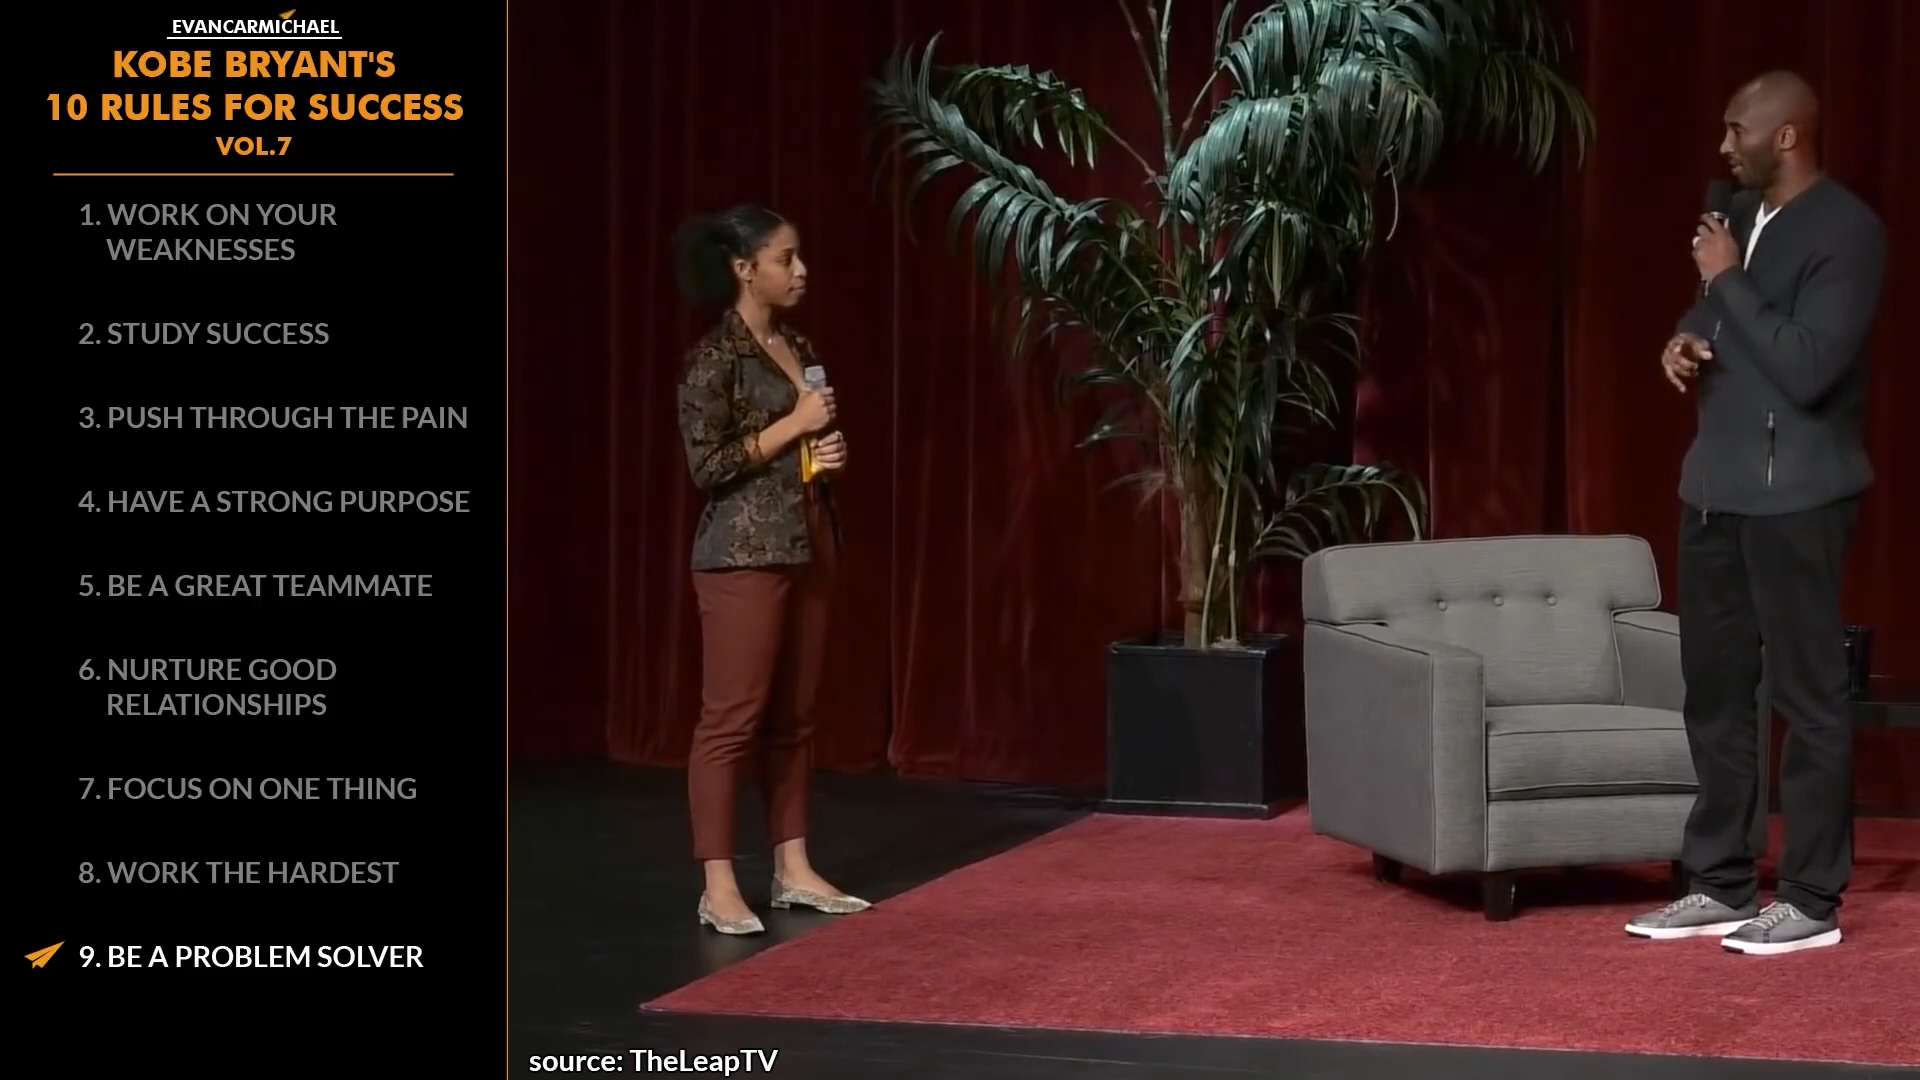 EVANCARMICHAEL
KOBE BRYANT'S
10 RULES FOR SUCCESS
VOL.7
1. WORK ON YOUR
WEAKNESSES
2. STUDY SUCCESS
3. PUSH THROUGH THE PAIN
4. HAVE A STRONG PURPOSE
5. BE A GREAT TEAMMATE
6. NURTURE GOOD
RELATIONSHIPS
7. FOCUS ON ONE THING
8. WORK THE HARDEST
9. BE A PROBLEM SOLVER
source: TheLeapTV